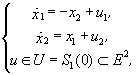 ẋ₁ = −x₂ + u₁,
ẋ₂ = x₁ + u₂,
u ∈ U = S₁(0) ⊂ E²,